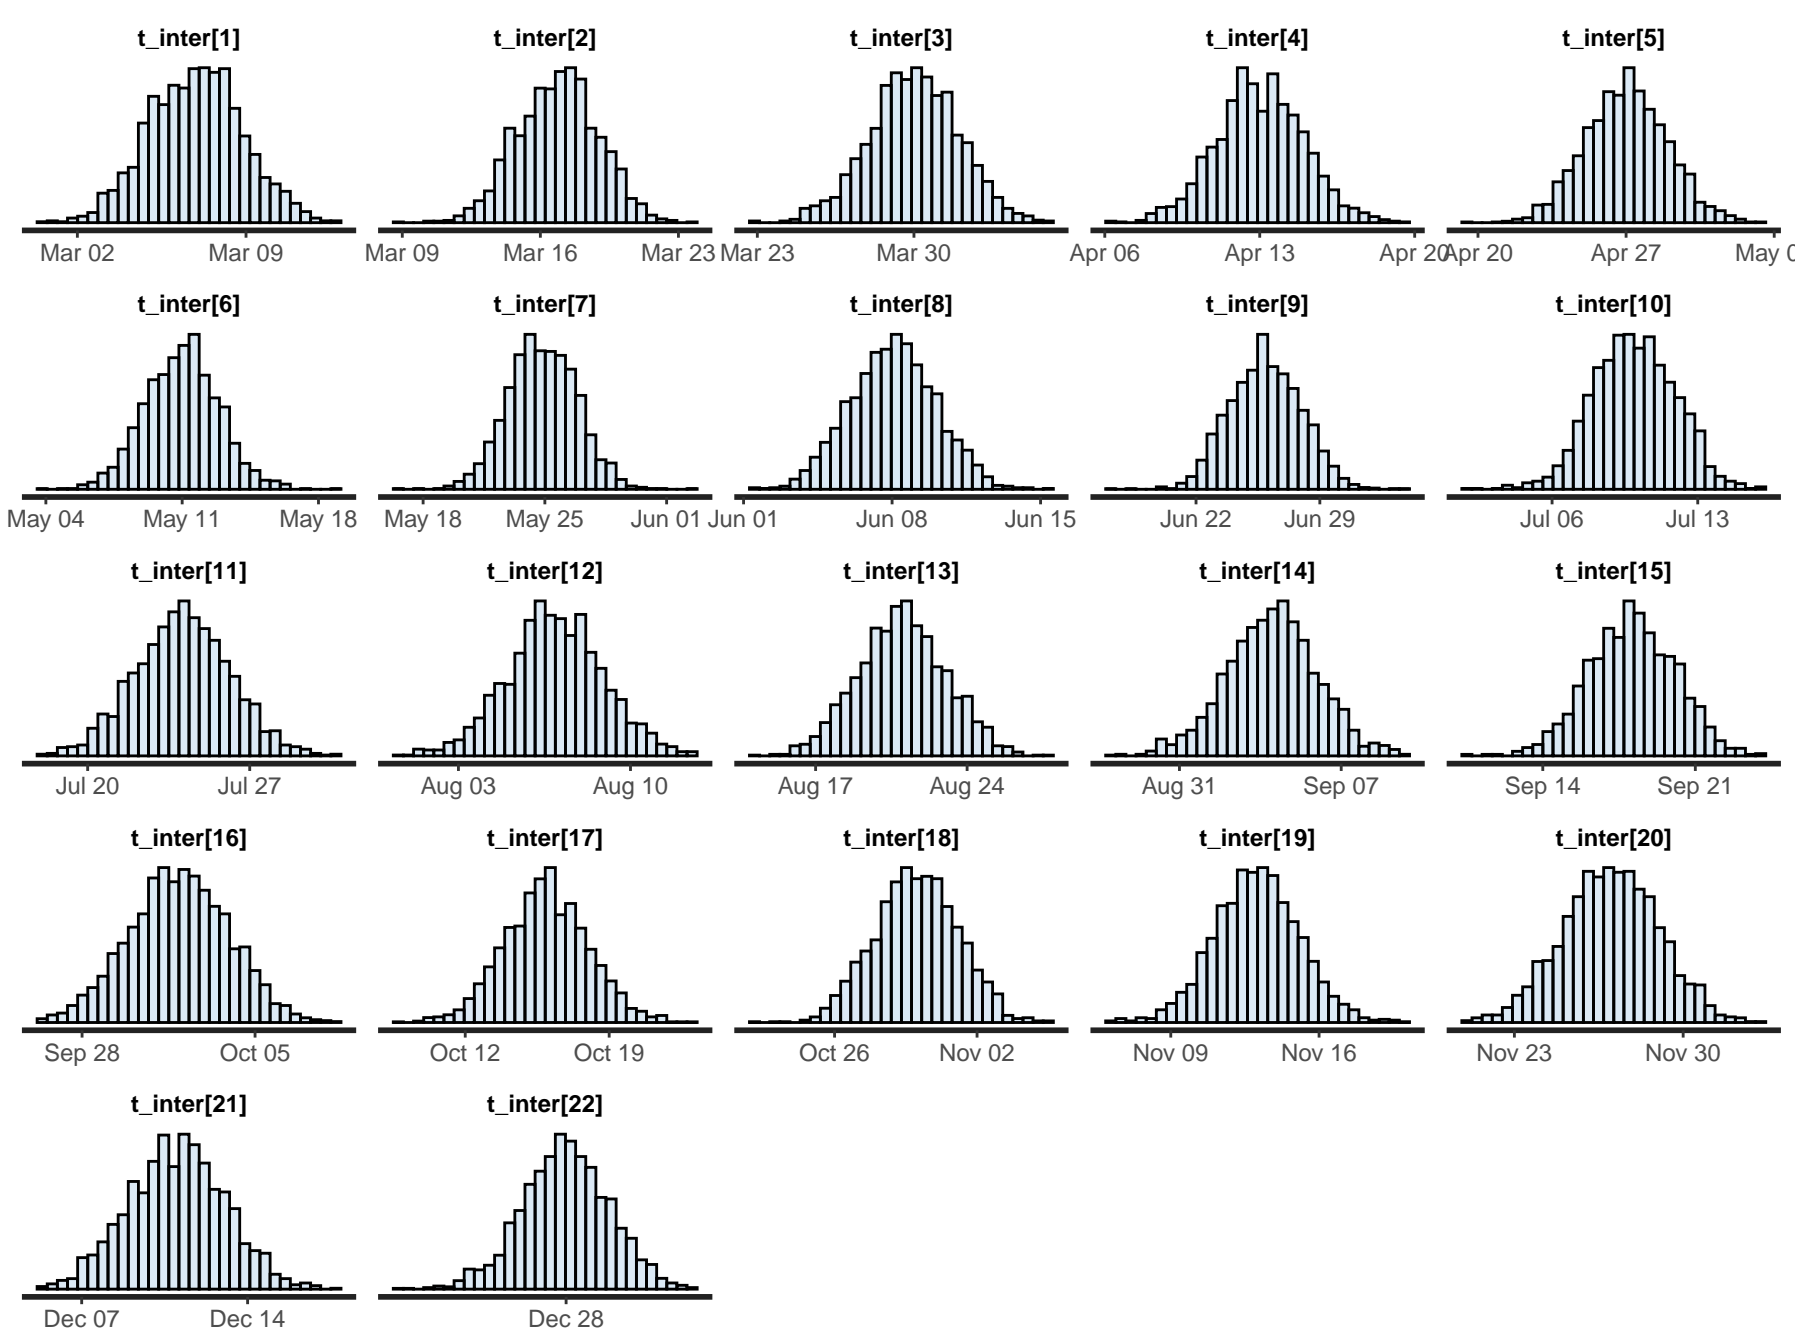 t_inter[1] t_inter[2] t_inter[3] t_inter[4] t_inter[5]
Mar 02 Mar 09 Mar 09 Mar 16 Mar 23 Mar 23 Mar 30 Apr 06 Apr 13 Apr 20 Apr 20 Apr 27 May 0
t_inter[6] t_inter[7] t_inter[8] t_inter[9] t_inter[10]
May 04 May 11 May 18 May 18 May 25 Jun 01 Jun 01 Jun 08 Jun 15 Jun 22 Jun 29 Jul 06 Jul 13
t_inter[11] t_inter[12] t_inter[13] t_inter[14] t_inter[15]
Jul 20 Jul 27 Aug 03 Aug 10 Aug 17 Aug 24 Aug 31 Sep 07 Sep 14 Sep 21
t_inter[16] t_inter[17] t_inter[18] t_inter[19] t_inter[20]
Sep 28 Oct 05 Oct 12 Oct 19 Oct 26 Nov 02 Nov 09 Nov 16 Nov 23 Nov 30
t_inter[21] t_inter[22]
Dec 07 Dec 14 Dec 28